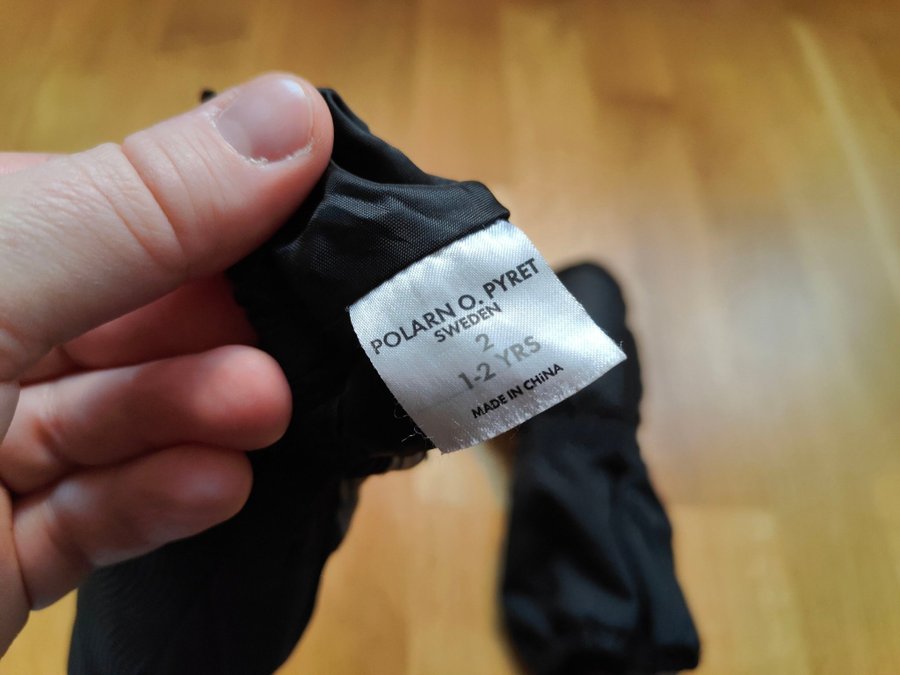 POLARN O. PYRET
SWEDEN
2
1-2 YRS
MADE IN CHINA